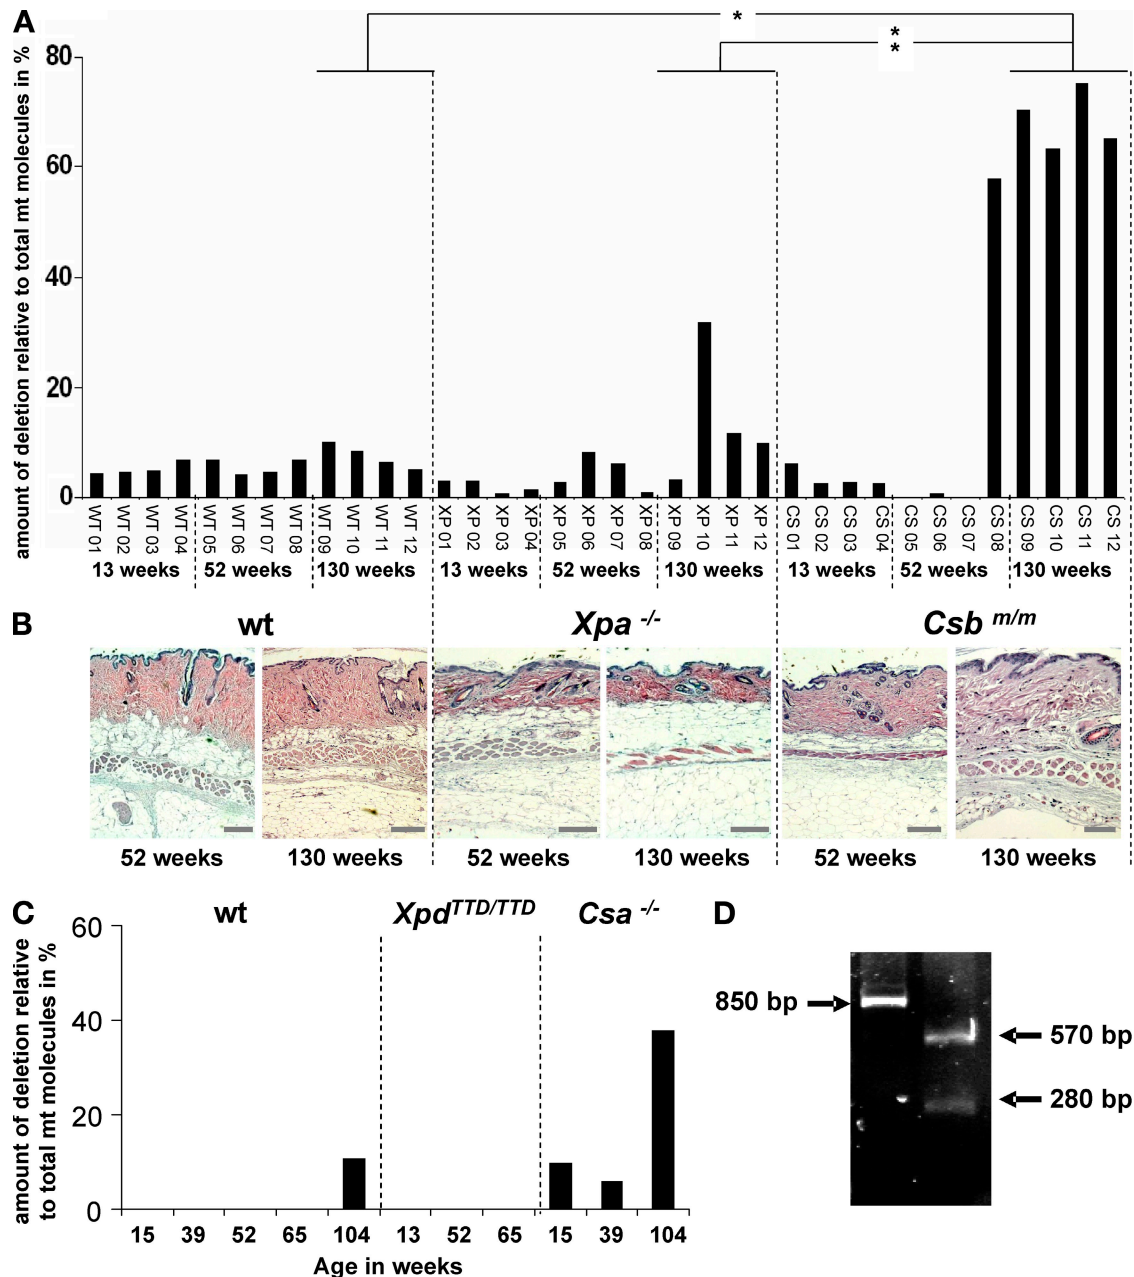 A
*
*
*
amount of deletion relative to total mt molecules in %
80
60
40
20
0
WT 01 WT 02 WT 03 WT 04 WT 05 WT 06 WT 07 WT 08 WT 09 WT 10 WT 11 WT 12 XP 01 XP 02 XP 03 XP 04 XP 05 XP 06 XP 07 XP 08 XP 09 XP 10 XP 11 XP 12 CS 01 CS 02 CS 03 CS 04 CS 05 CS 06 CS 07 CS 08 CS 09 CS 10 CS 11 CS 12
13 weeks 52 weeks 130 weeks 13 weeks 52 weeks 130 weeks 13 weeks 52 weeks 130 weeks
B
wt Xpa -/- Csb m/m
52 weeks 130 weeks 52 weeks 130 weeks 52 weeks 130 weeks
C
wt XpdTTD/TTD Csa -/-
amount of deletion relative
to total mt molecules in %
60
40
20
0
15 39 52 65 104 13 52 65 15 39 104
Age in weeks
D
850 bp
570 bp
280 bp